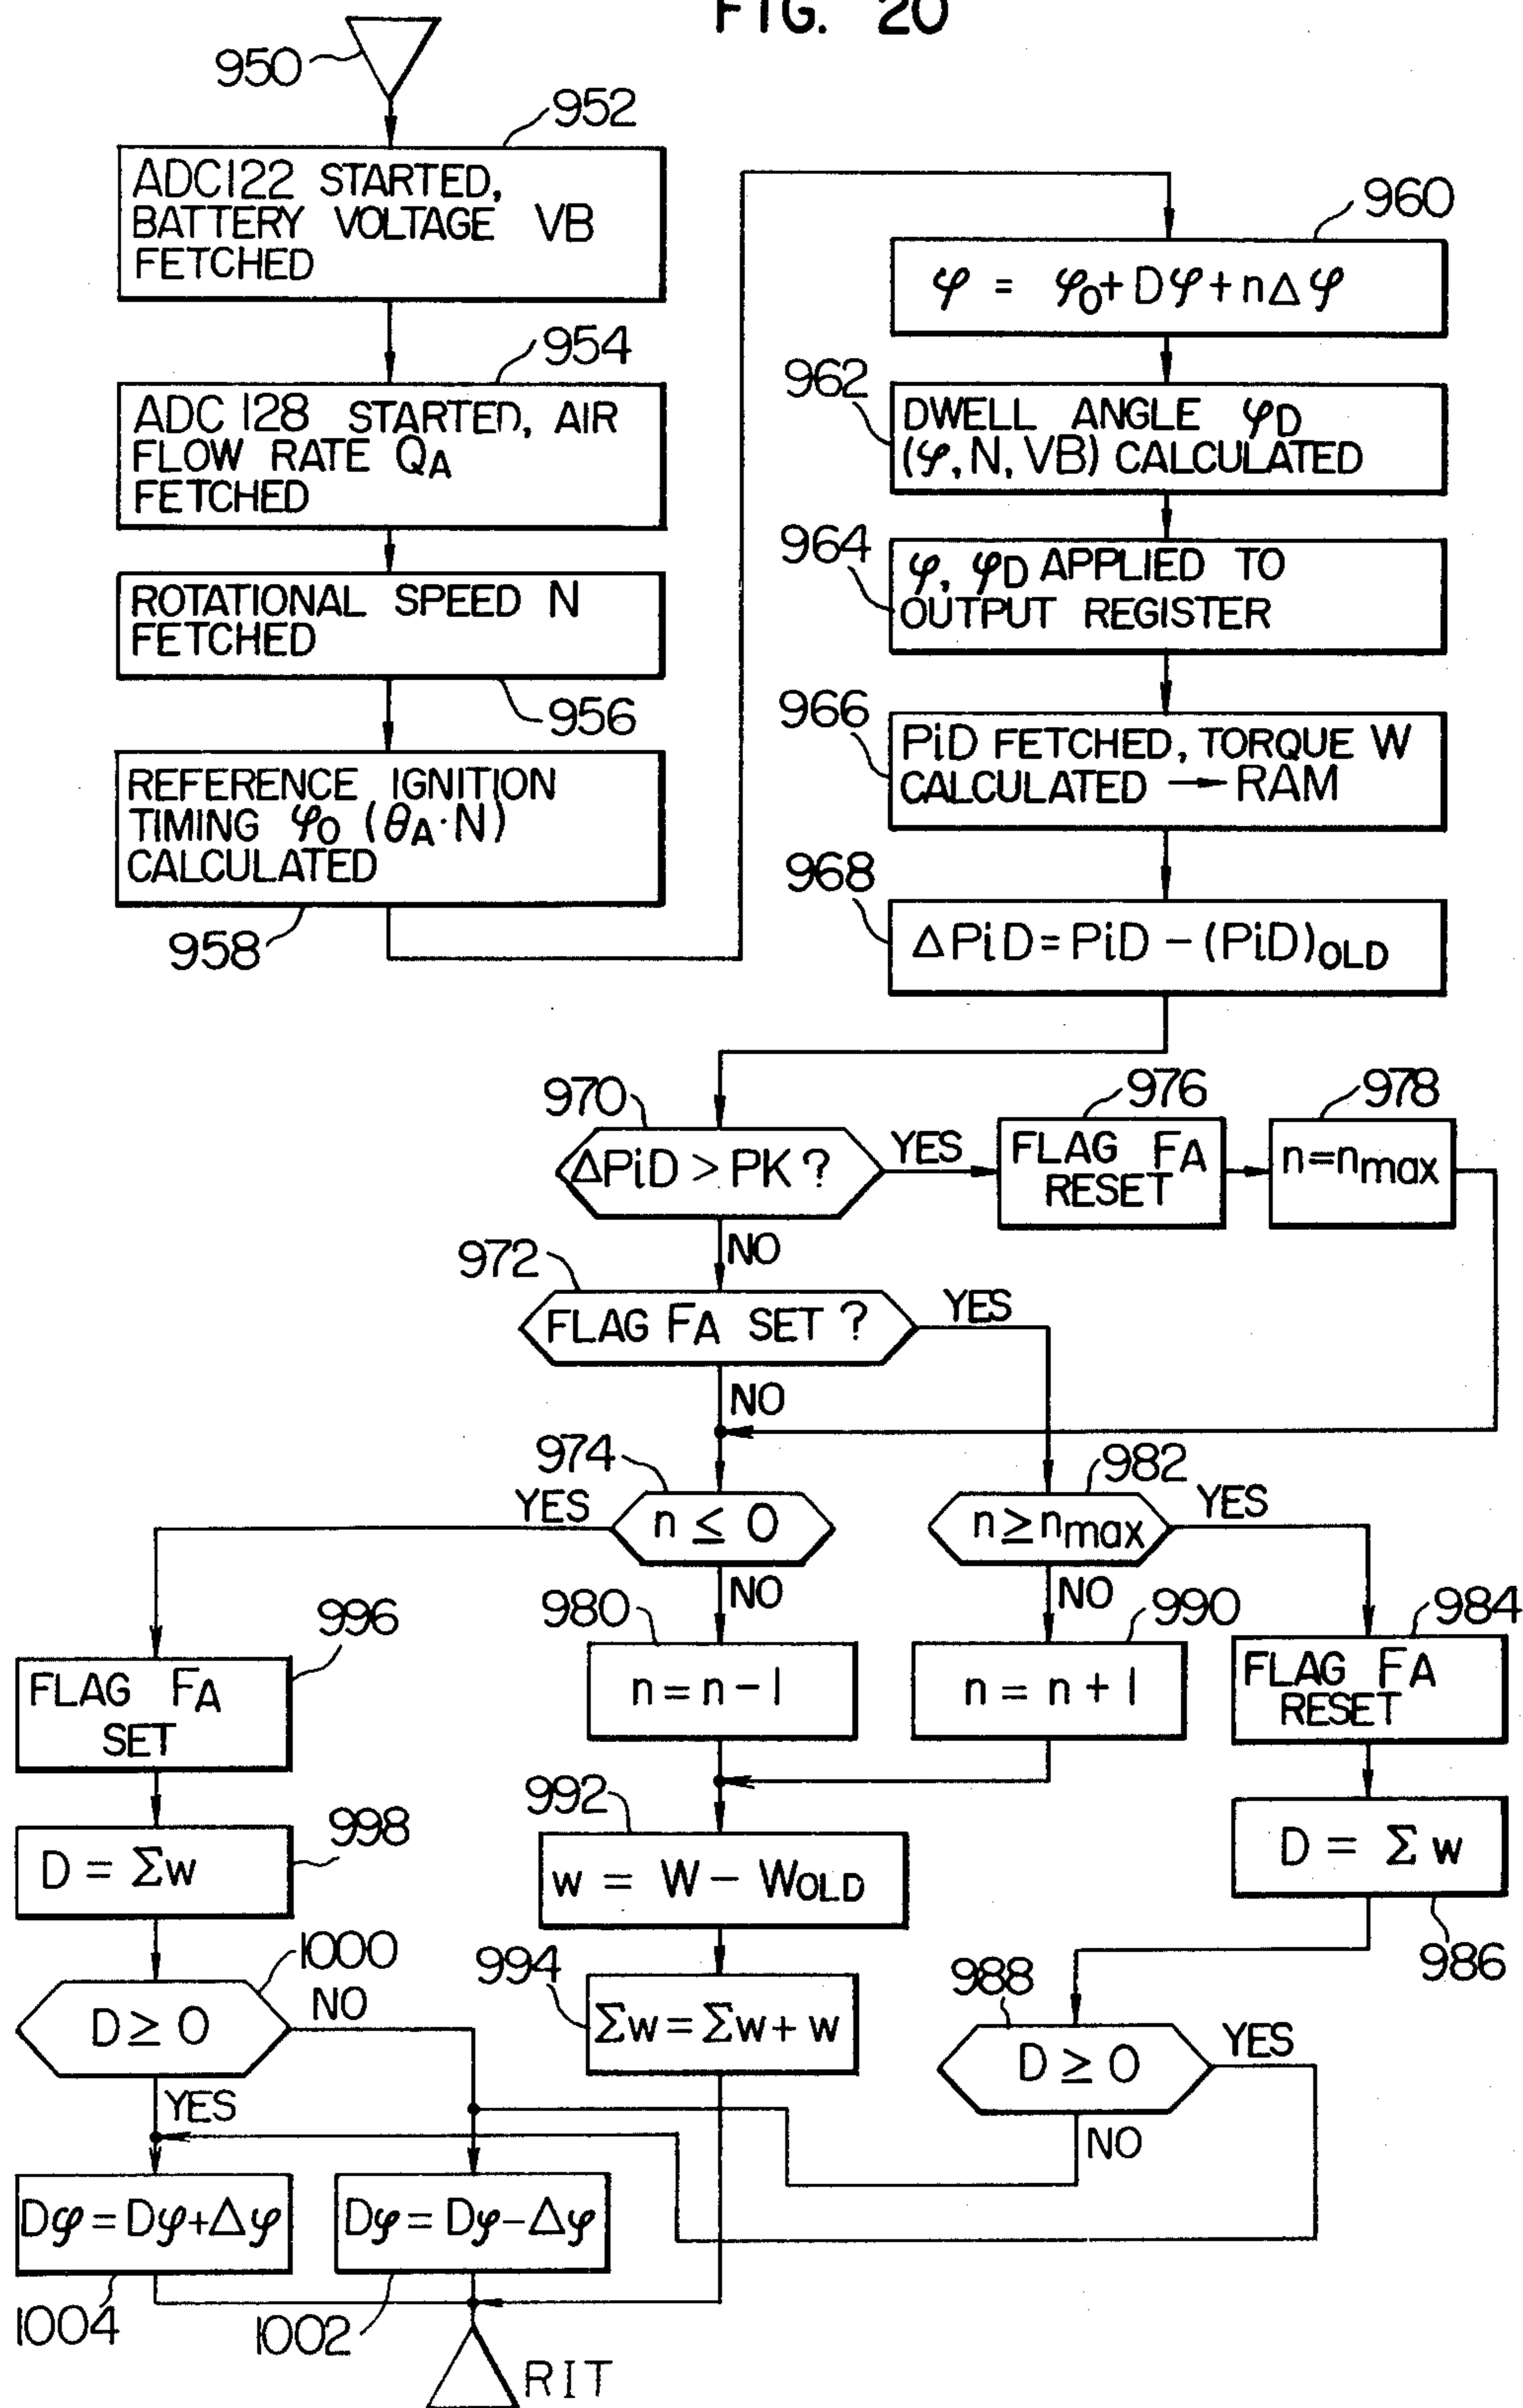 FIG. 20
950
952
ADC122 STARTED,
BATTERY VOLTAGE VB
FETCHED
954
ADC 128 STARTED, AIR
FLOW RATE QA
FETCHED
ROTATIONAL SPEED N
FETCHED
956
REFERENCE IGNITION
TIMING φ0 (θA·N)
CALCULATED
958
960
φ = φ0+Dφ+nΔφ
962
DWELL ANGLE φD
(φ, N, VB) CALCULATED
964
φ, φD APPLIED TO
OUTPUT REGISTER
966
PiD FETCHED, TORQUE W
CALCULATED → RAM
968
ΔPiD = PiD – (PiD)OLD
970
ΔPiD > PK ?
YES
976
FLAG FA
RESET
978
n=nmax
NO
972
FLAG FA SET ?
YES
NO
974
YES
n ≤ 0
NO
982
n≥nmax
YES
NO
996
FLAG FA
SET
980
n = n – 1
990
n = n + 1
984
FLAG FA
RESET
998
D = Σw
992
w = W – WOLD
D = Σ w
986
1000
D ≥ 0
NO
YES
994
Σw = Σw + w
988
D ≥ 0
YES
NO
Dφ = Dφ+Δφ
Dφ = Dφ–Δφ
1004
1002
RIT